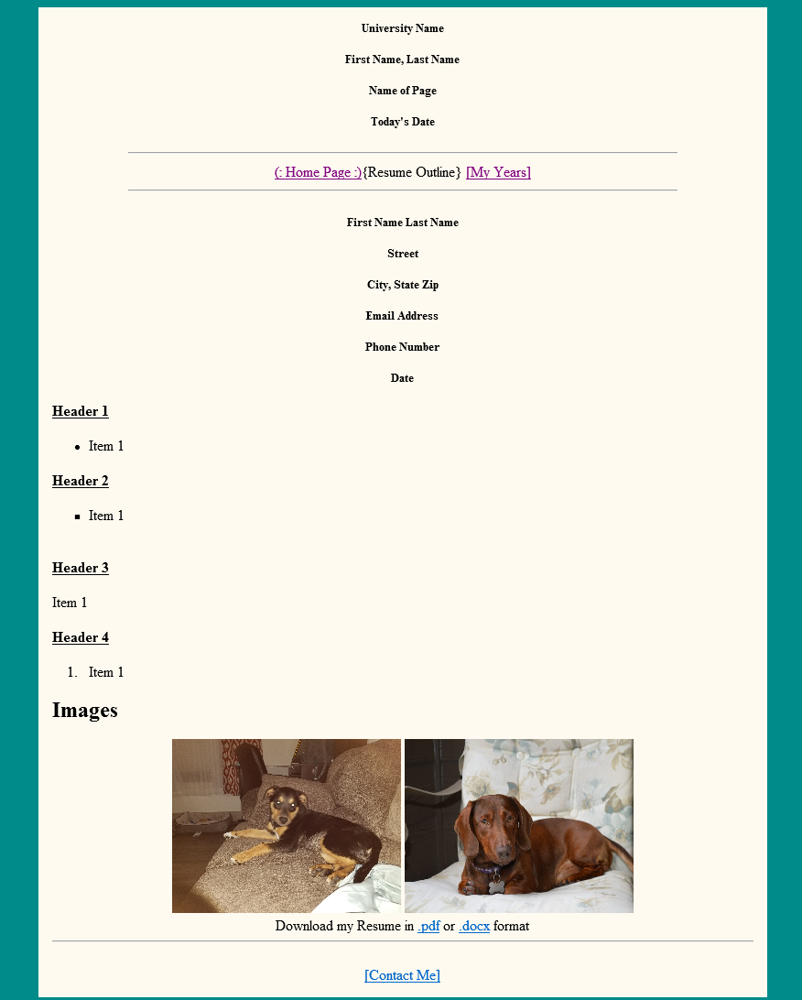 University Name
First Name, Last Name
Name of Page
Today's Date
(: Home Page :){Resume Outline} [My Years]
First Name Last Name
Street
City, State Zip
Email Address
Phone Number
Date
Header 1
• Item 1
Header 2
▪ Item 1
Header 3
Item 1
Header 4
1. Item 1
Images
Download my Resume in .pdf or .docx format
[Contact Me]